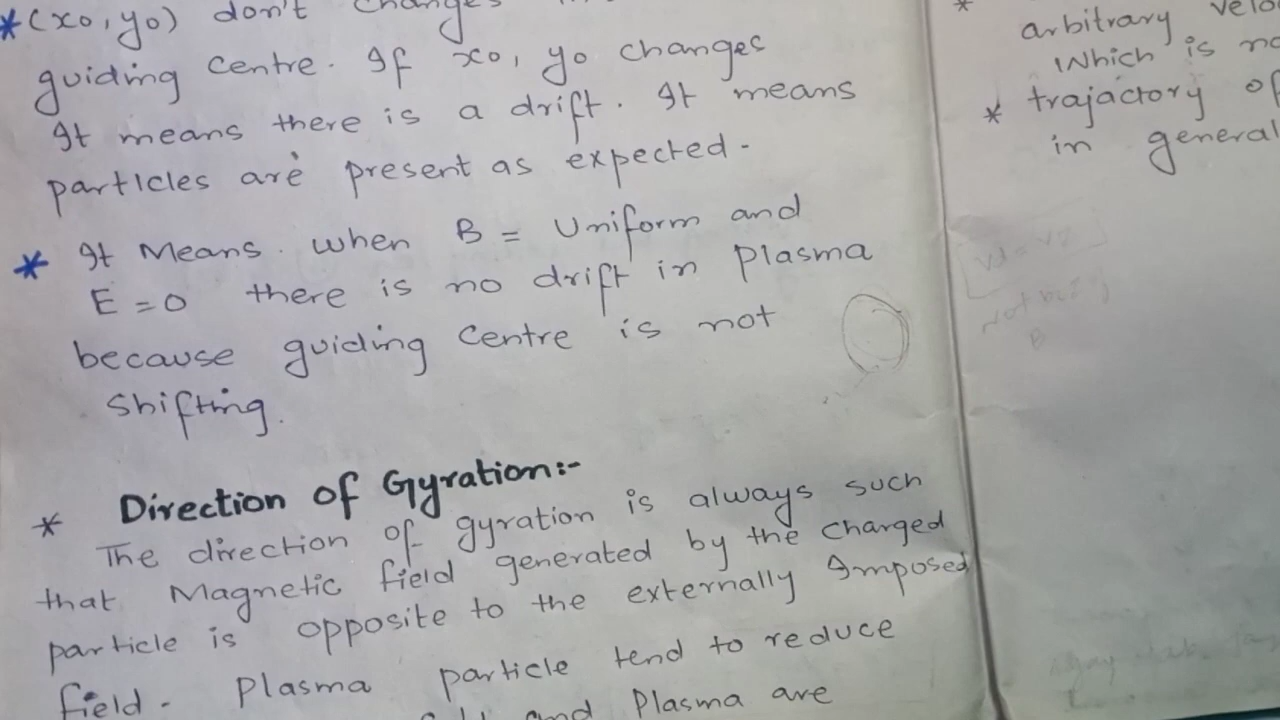 * (xo, yo) don't changes
guiding centre. If xo, yo changes
It means there is a drift. It means
particles are present as expected.
* It Means. when B = Uniform and
E = 0 there is no drift in plasma
because guiding centre is not
shifting.
Direction of Gyration:-
* The direction of gyration is always such
that Magnetic field generated by the charged
particle is opposite to the externally Imposed
field. Plasma particle tend to reduce
and Plasma are
*
arbitrary
Which is
* trajactory of
in general